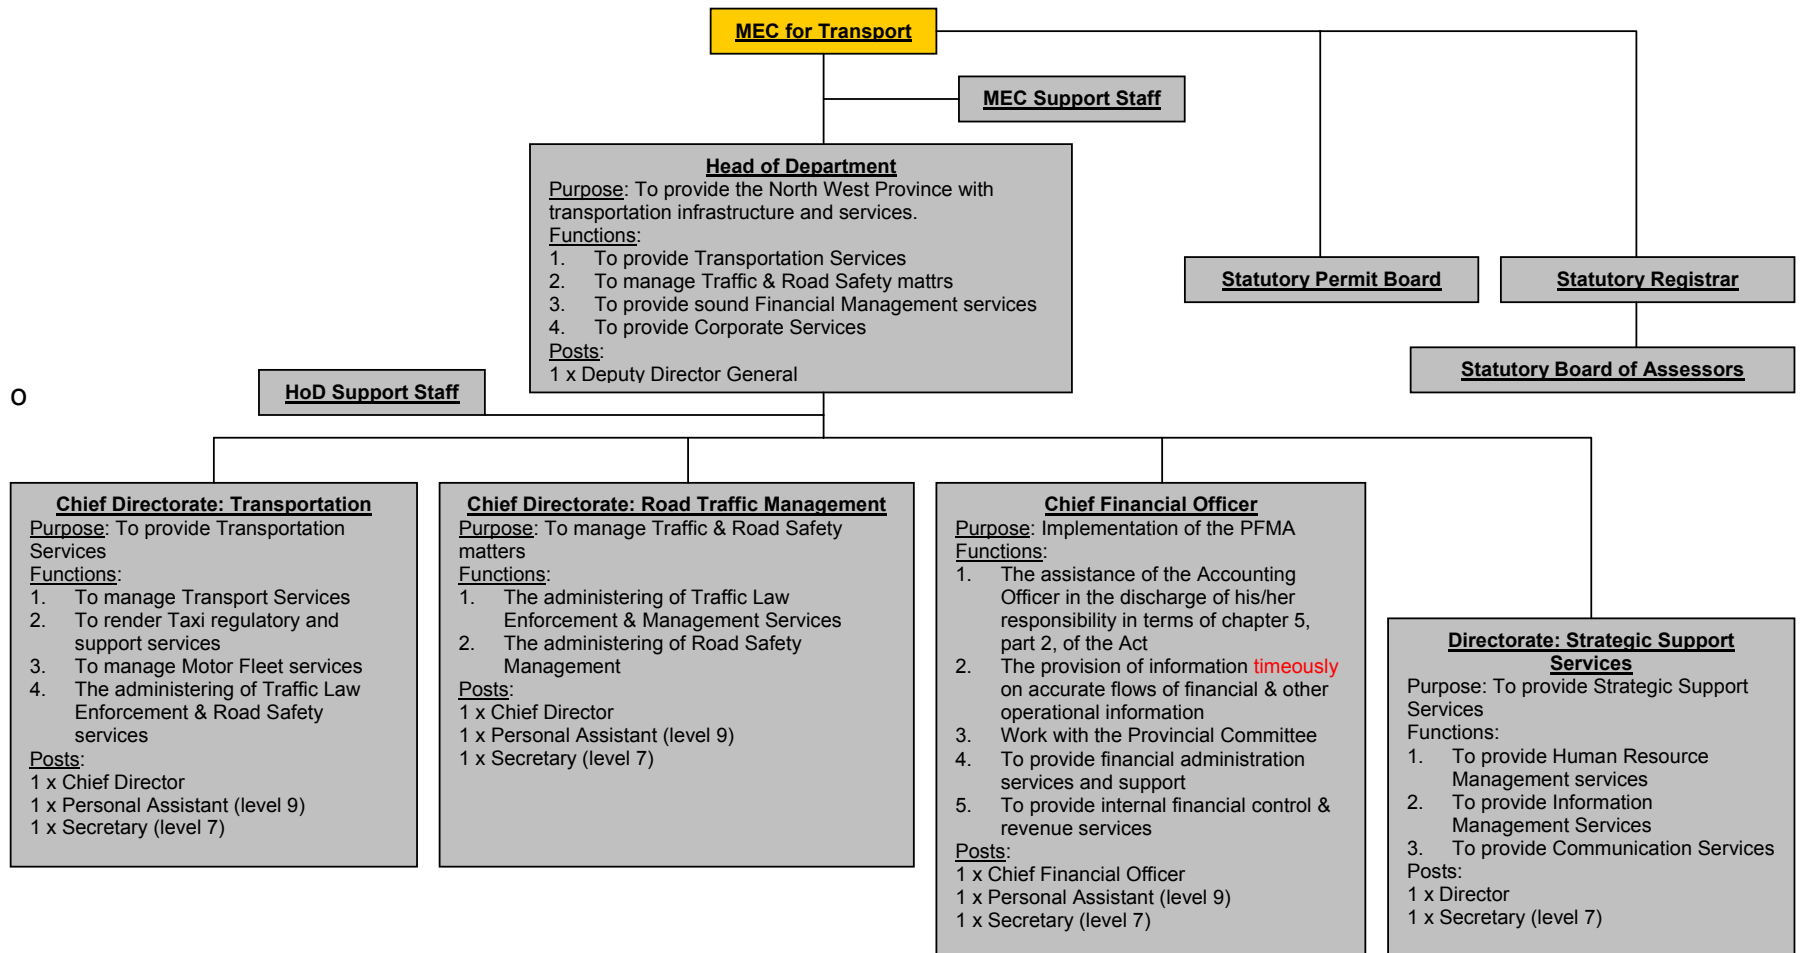 MEC for Transport
MEC Support Staff
Head of Department
Purpose: To provide the North West Province with
transportation infrastructure and services.
Functions:
1. To provide Transportation Services
2. To manage Traffic & Road Safety mattrs
3. To provide sound Financial Management services
4. To provide Corporate Services
Posts:
1 x Deputy Director General
Statutory Permit Board
Statutory Registrar
Statutory Board of Assessors
o
HoD Support Staff
Chief Directorate: Transportation
Purpose: To provide Transportation
Services
Functions:
1. To manage Transport Services
2. To render Taxi regulatory and
support services
3. To manage Motor Fleet services
4. The administering of Traffic Law
Enforcement & Road Safety
services
Posts:
1 x Chief Director
1 x Personal Assistant (level 9)
1 x Secretary (level 7)
Chief Directorate: Road Traffic Management
Purpose: To manage Traffic & Road Safety
matters
Functions:
1. The administering of Traffic Law
Enforcement & Management Services
2. The administering of Road Safety
Management
Posts:
1 x Chief Director
1 x Personal Assistant (level 9)
1 x Secretary (level 7)
Chief Financial Officer
Purpose: Implementation of the PFMA
Functions:
1. The assistance of the Accounting
Officer in the discharge of his/her
responsibility in terms of chapter 5,
part 2, of the Act
2. The provision of information timeously
on accurate flows of financial & other
operational information
3. Work with the Provincial Committee
4. To provide financial administration
services and support
5. To provide internal financial control &
revenue services
Posts:
1 x Chief Financial Officer
1 x Personal Assistant (level 9)
1 x Secretary (level 7)
Directorate: Strategic Support
Services
Purpose: To provide Strategic Support
Services
Functions:
1. To provide Human Resource
Management services
2. To provide Information
Management Services
3. To provide Communication Services
Posts:
1 x Director
1 x Secretary (level 7)